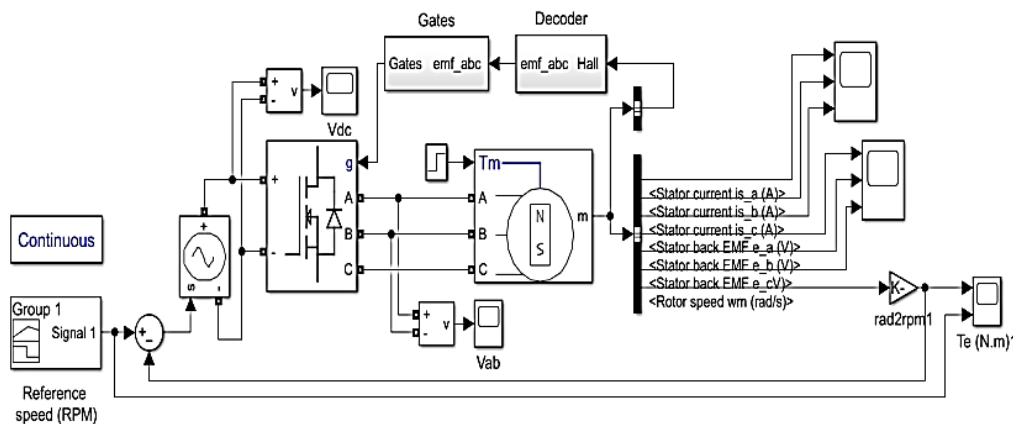 Gates
Decoder
Gates emf_abc
emf_abc Hall
+
-
v
Vdc
g
Tm
+
A
A
<Stator current is_a (A)>
m
N
<Stator current is_b (A)>
B
B
S
<Stator current is_c (A)>
Continuous
+
-
<Stator back EMF e_a (V)>
C
C
<Stator back EMF e_b (V)>
s
-
<Stator back EMF e_cV)>
K-
Group 1
<Rotor speed wm (rad/s)>
Signal 1
+
-
+
-
v
rad2rpm1
Te (N.m)1
Vab
Reference
speed (RPM)